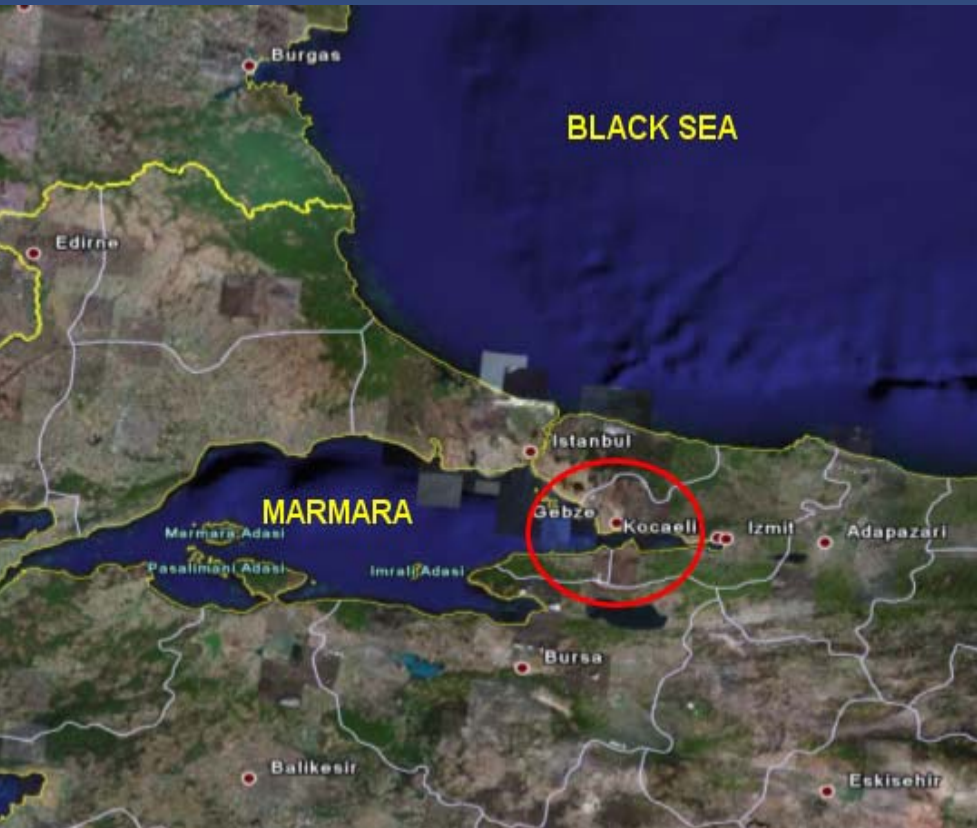 Burgas
BLACK SEA
Edirne
Istanbul
MARMARA
Gebze
Kocaeli
Izmit
Adapazari
Marmara Adasi
Pasalimani Adasi
Imrali Adasi
Bursa
Balikesir
Eskisehir